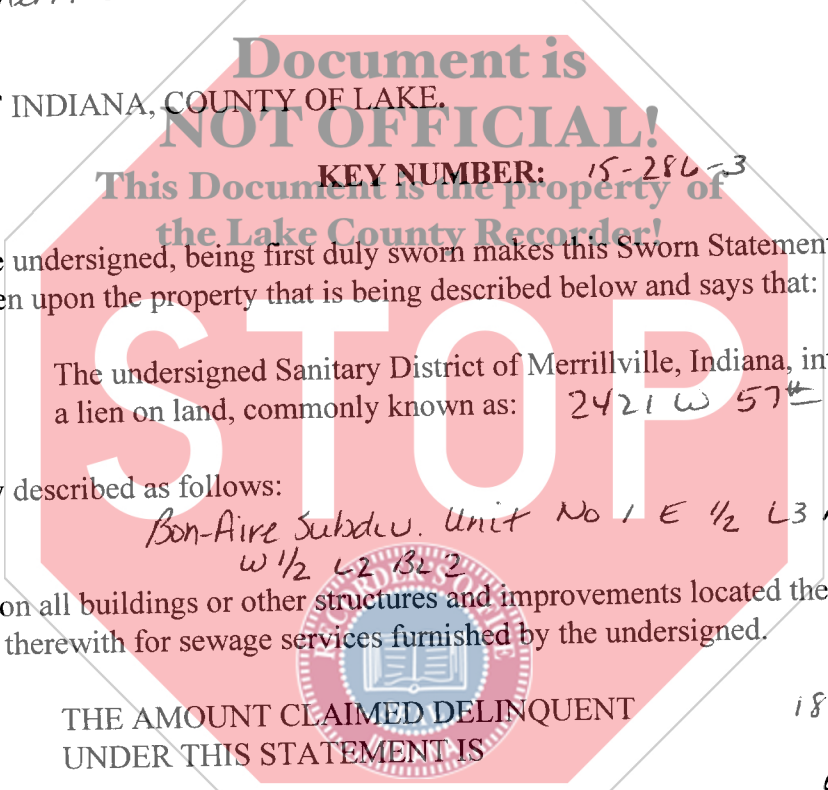 Document is
INDIANA, COUNTY OF LAKE.
NOT OFFICIAL!
KEY NUMBER: 15-286-3
This Document is the property of
the Lake County Recorder!
undersigned, being first duly sworn makes this Sworn Statement
en upon the property that is being described below and says that:
STOP
The undersigned Sanitary District of Merrillville, Indiana, in
a lien on land, commonly known as: 2421 W 57th
described as follows:
Bon-Aire Subdiv. Unit No 1 E 1/2 L3
W 1/2 L2 BL 2
on all buildings or other structures and improvements located the
therewith for sewage services furnished by the undersigned.
RECORDER'S OFFICE
THE AMOUNT CLAIMED DELINQUENT 18
UNDER THIS STATEMENT IS